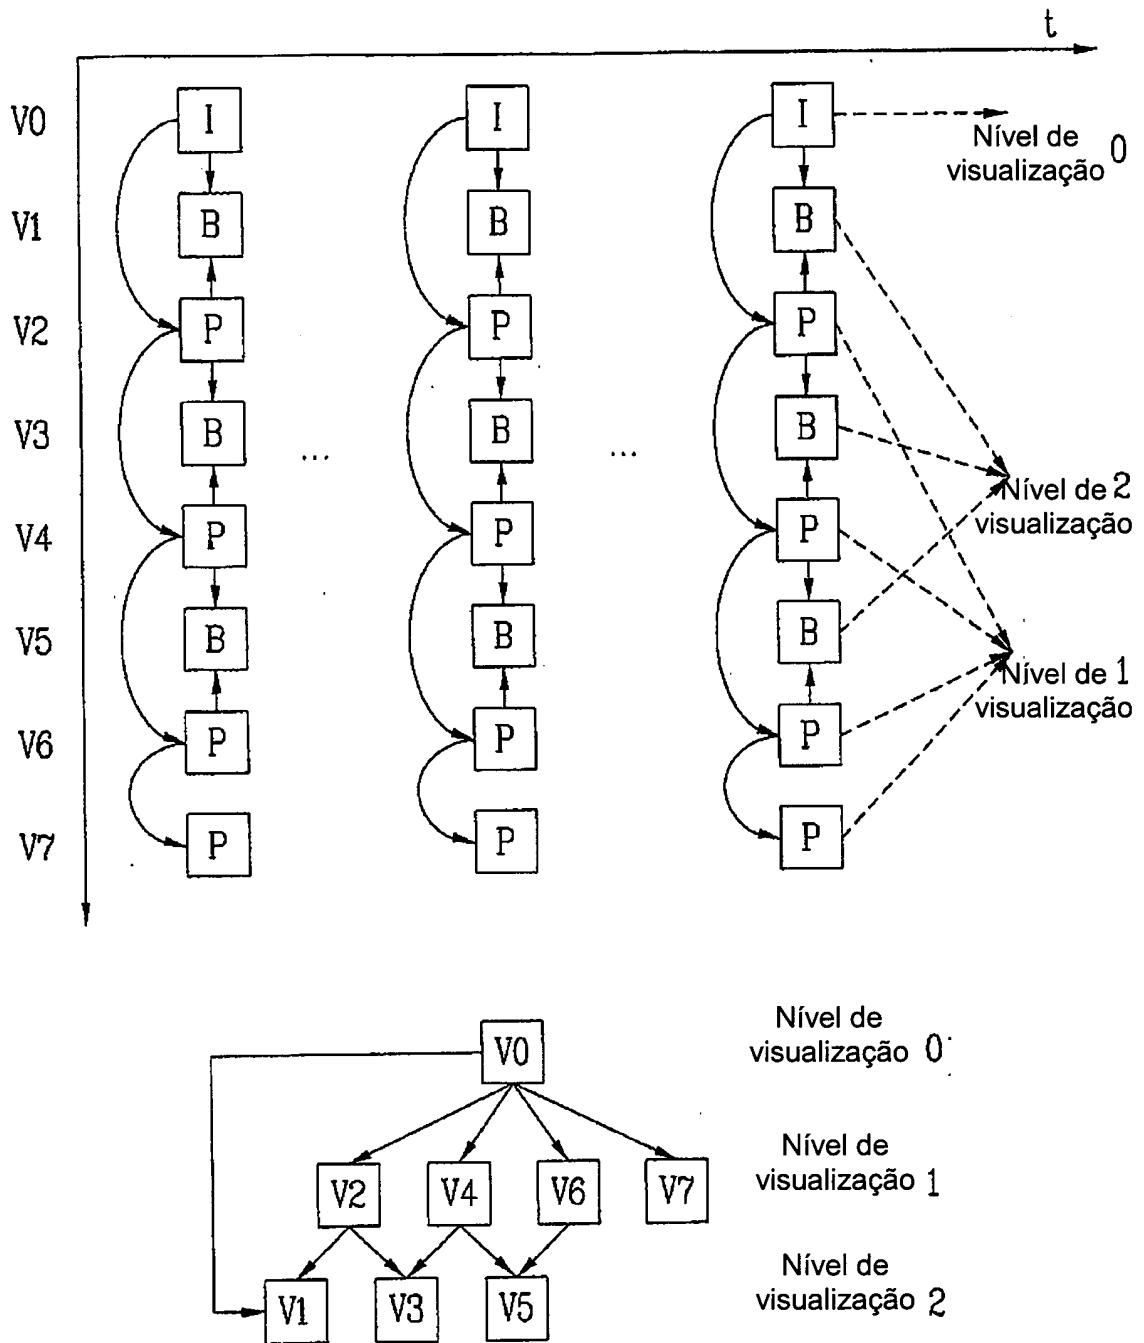 t
V0 I I I
Nível de
visualização 0
V1 B B B
V2 P P P
V3 B ... B ... B
Nível de 2
visualização
V4 P P P
V5 B B B
Nível de 1
visualização
V6 P P P
V7 P P P
V0
Nível de
visualização 0
V2 V4 V6 V7
Nível de
visualização 1
V1 V3 V5
Nível de
visualização 2